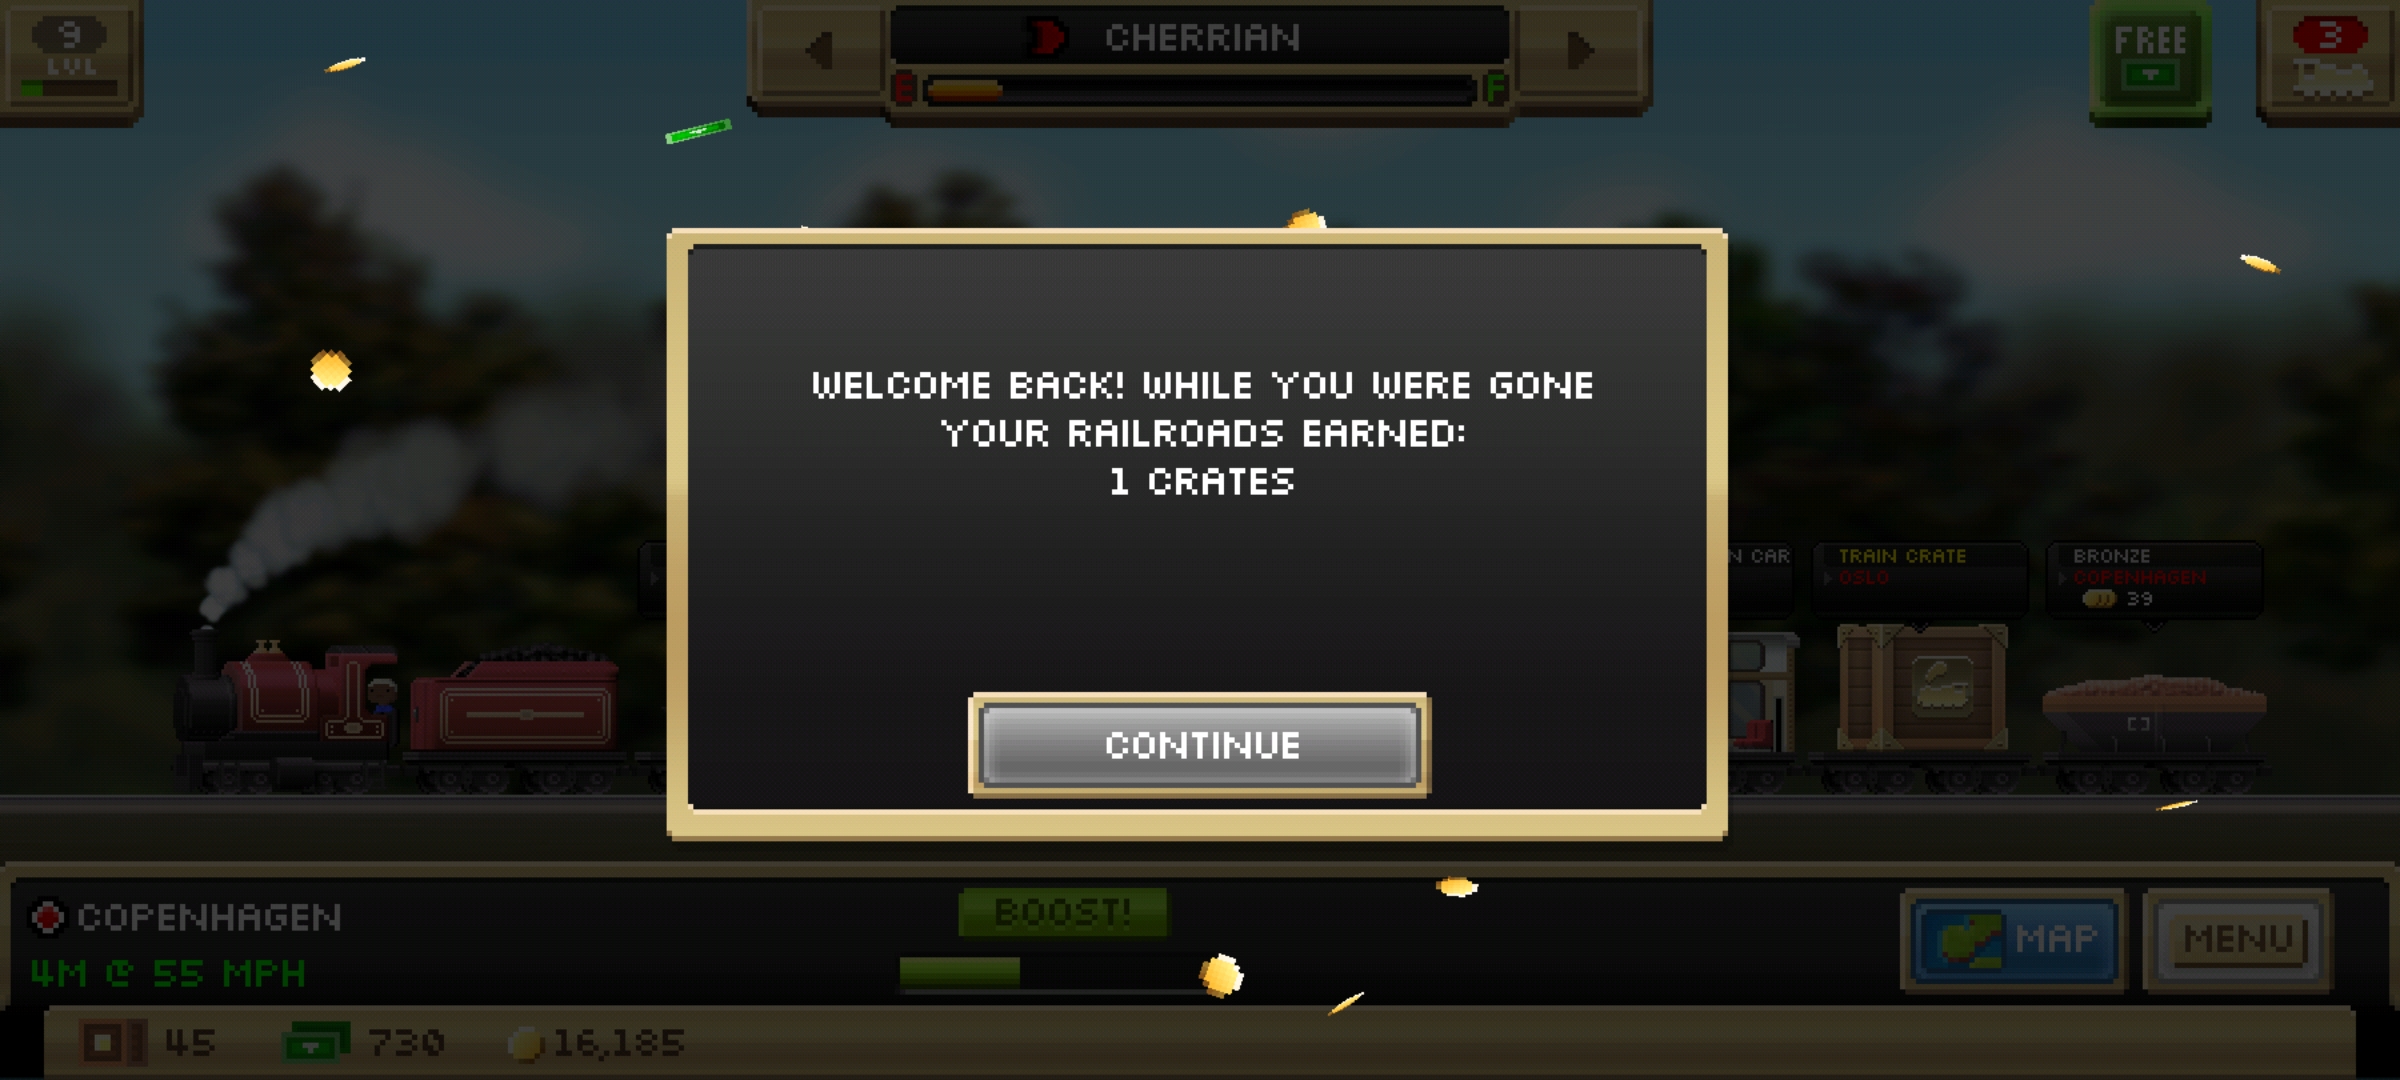 9
LVL
CHERRIAN
E
F
FREE
3
WELCOME BACK! WHILE YOU WERE GONE
YOUR RAILROADS EARNED:
1 CRATES
CONTINUE
N CAR
TRAIN CRATE
OSLO
BRONZE
COPENHAGEN
39
COPENHAGEN
4M @ 55 MPH
BOOST!
MAP
MENU
45
730
16,185